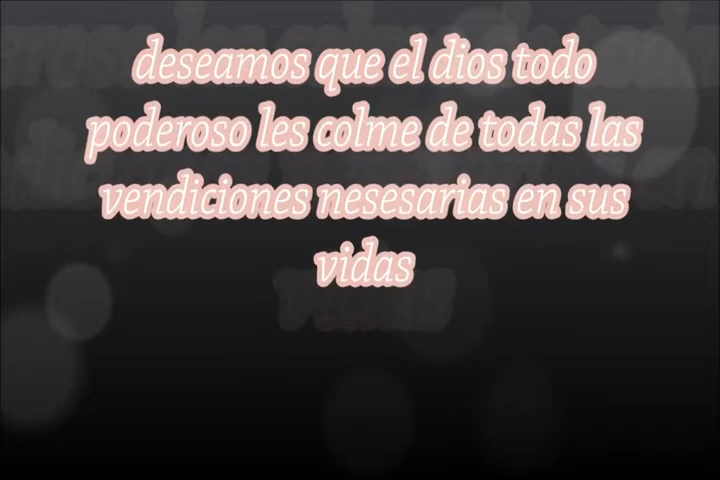 deseamos que el dios todo
poderoso les colme de todas las
vendiciones nesesarias en sus
vidas